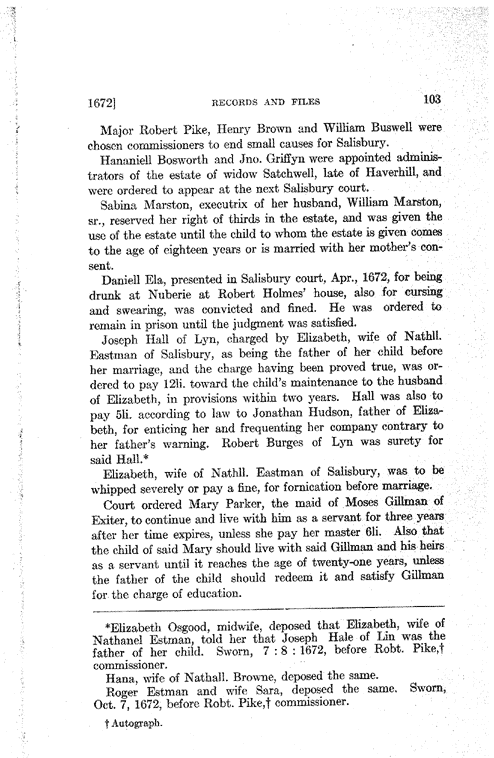 1672] RECORDS AND FILES 103
Major Robert Pike, Henry Brown and William Buswell were
chosen commissioners to end small causes for Salisbury.
Hananiell Bosworth and Jno. Griffyn were appointed adminis-
trators of the estate of widow Satchwell, late of Haverhill, and
were ordered to appear at the next Salisbury court.
Sabina Marston, executrix of her husband, William Marston,
sr., reserved her right of thirds in the estate, and was given the
use of the estate until the child to whom the estate is given comes
to the age of eighteen years or is married with her mother's con-
sent.
Daniell Ela, presented in Salisbury court, Apr., 1672, for being
drunk at Nuberie at Robert Holmes' house, also for cursing
and swearing, was convicted and fined. He was ordered to
remain in prison until the judgment was satisfied.
Joseph Hall of Lyn, charged by Elizabeth, wife of Nathll.
Eastman of Salisbury, as being the father of her child before
her marriage, and the charge having been proved true, was or-
dered to pay 12li. toward the child's maintenance to the husband
of Elizabeth, in provisions within two years. Hall was also to
pay 5li. according to law to Jonathan Hudson, father of Eliza-
beth, for enticing her and frequenting her company contrary to
her father's warning. Robert Burges of Lyn was surety for
said Hall.*
Elizabeth, wife of Nathll. Eastman of Salisbury, was to be
whipped severely or pay a fine, for fornication before marriage.
Court ordered Mary Parker, the maid of Moses Gillman of
Exiter, to continue and live with him as a servant for three years
after her time expires, unless she pay her master 6li. Also that
the child of said Mary should live with said Gillman and his heirs
as a servant until it reaches the age of twenty-one years, unless
the father of the child should redeem it and satisfy Gillman
for the charge of education.
*Elizabeth Osgood, midwife, deposed that Elizabeth, wife of
Nathanel Estman, told her that Joseph Hale of Lin was the
father of her child. Sworn, 7 : 8 : 1672, before Robt. Pike,†
commissioner.
Hana, wife of Nathall. Browne, deposed the same.
Roger Estman and wife Sara, deposed the same. Sworn,
Oct. 7, 1672, before Robt. Pike,† commissioner.
† Autograph.